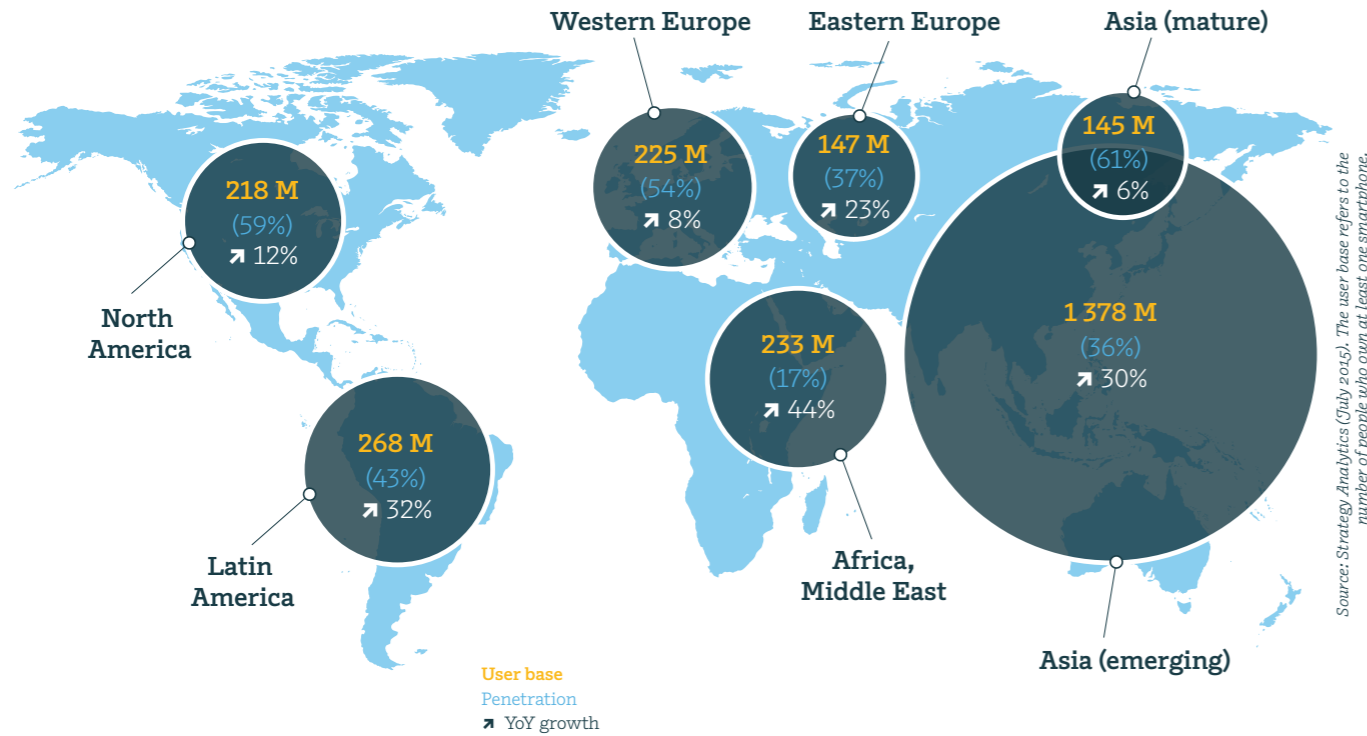 Western Europe
Eastern Europe
Asia (mature)
225 M
(54%)
↗ 8%
147 M
(37%)
↗ 23%
145 M
(61%)
↗ 6%
218 M
(59%)
↗ 12%
North
America
233 M
(17%)
↗ 44%
1 378 M
(36%)
↗ 30%
268 M
(43%)
↗ 32%
Latin
America
Africa,
Middle East
Asia (emerging)
User base
Penetration
↗ YoY growth
Source: Strategy Analytics (July 2015). The user base refers to the
number of people who own at least one smartphone.